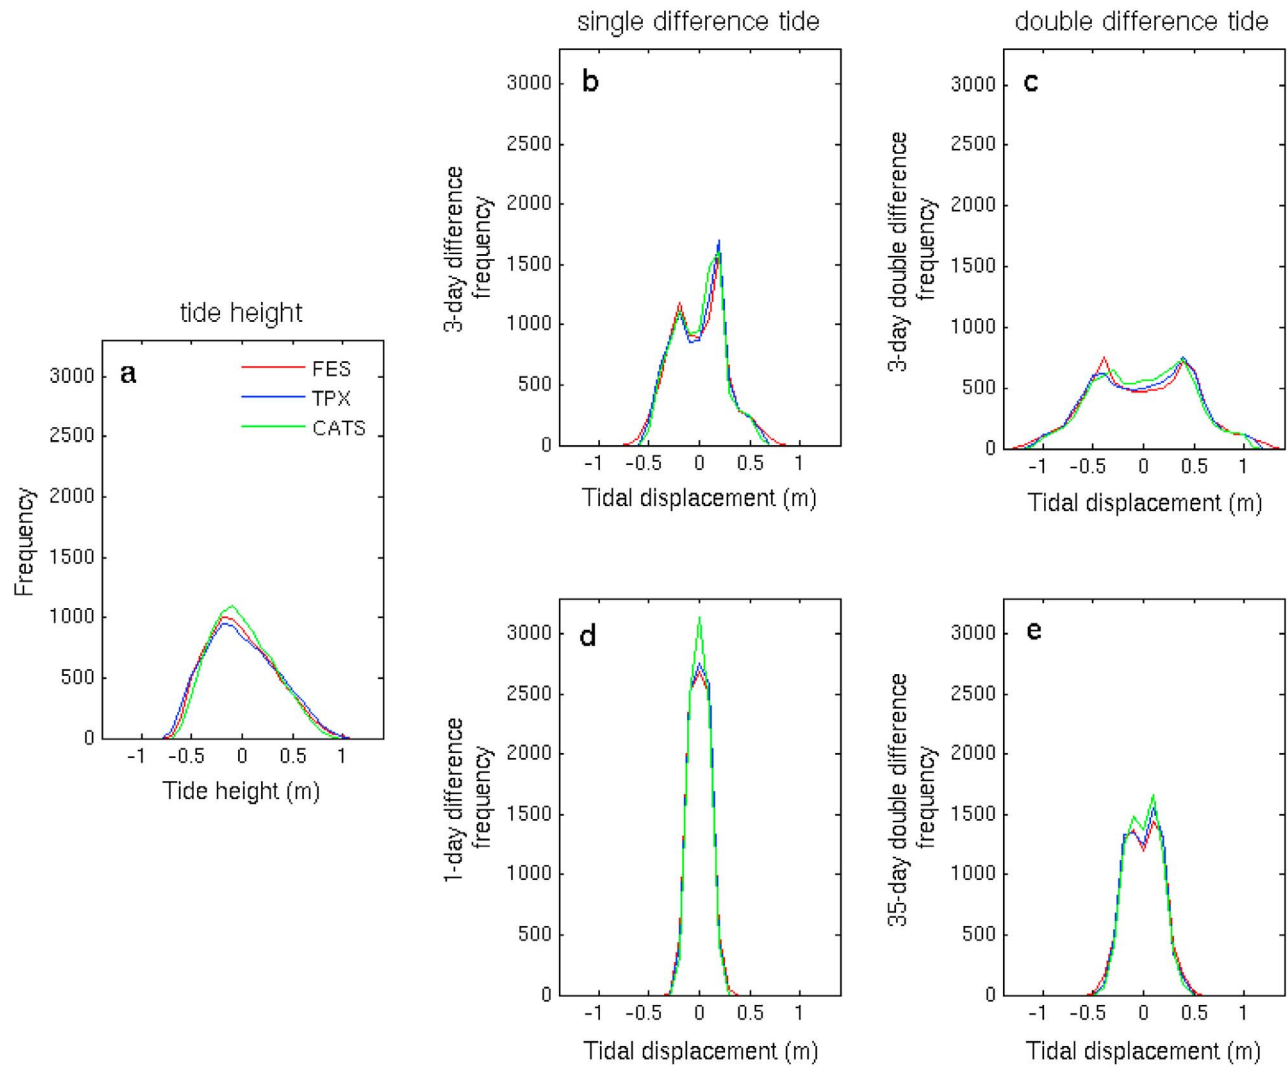 single difference tide
double difference tide
b
3000
2500
2000
1500
1000
500
0
-1 -0.5 0 0.5 1
Tidal displacement (m)
3-day difference
frequency
c
3000
2500
2000
1500
1000
500
0
-1 -0.5 0 0.5 1
Tidal displacement (m)
3-day double difference
frequency
tide height
a
FES
TPX
CATS
3000
2500
2000
1500
1000
500
0
-1 -0.5 0 0.5 1
Tide height (m)
Frequency
d
3000
2500
2000
1500
1000
500
0
-1 -0.5 0 0.5 1
Tidal displacement (m)
1-day difference
frequency
e
3000
2500
2000
1500
1000
500
0
-1 -0.5 0 0.5 1
Tidal displacement (m)
35-day double difference
frequency